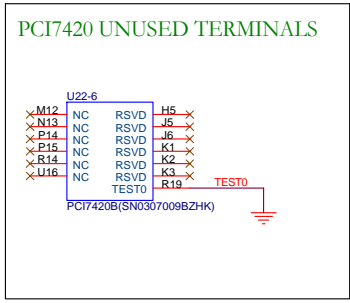 PCI7420 UNUSED TERMINALS
U22-6
M12 NC RSVD H5
N13 NC RSVD J5
P14 NC RSVD J6
P15 NC RSVD K1
R14 NC RSVD K2
U16 NC RSVD K3
TEST0 R19 TEST0
PCI7420B(SN0307009BZHK)